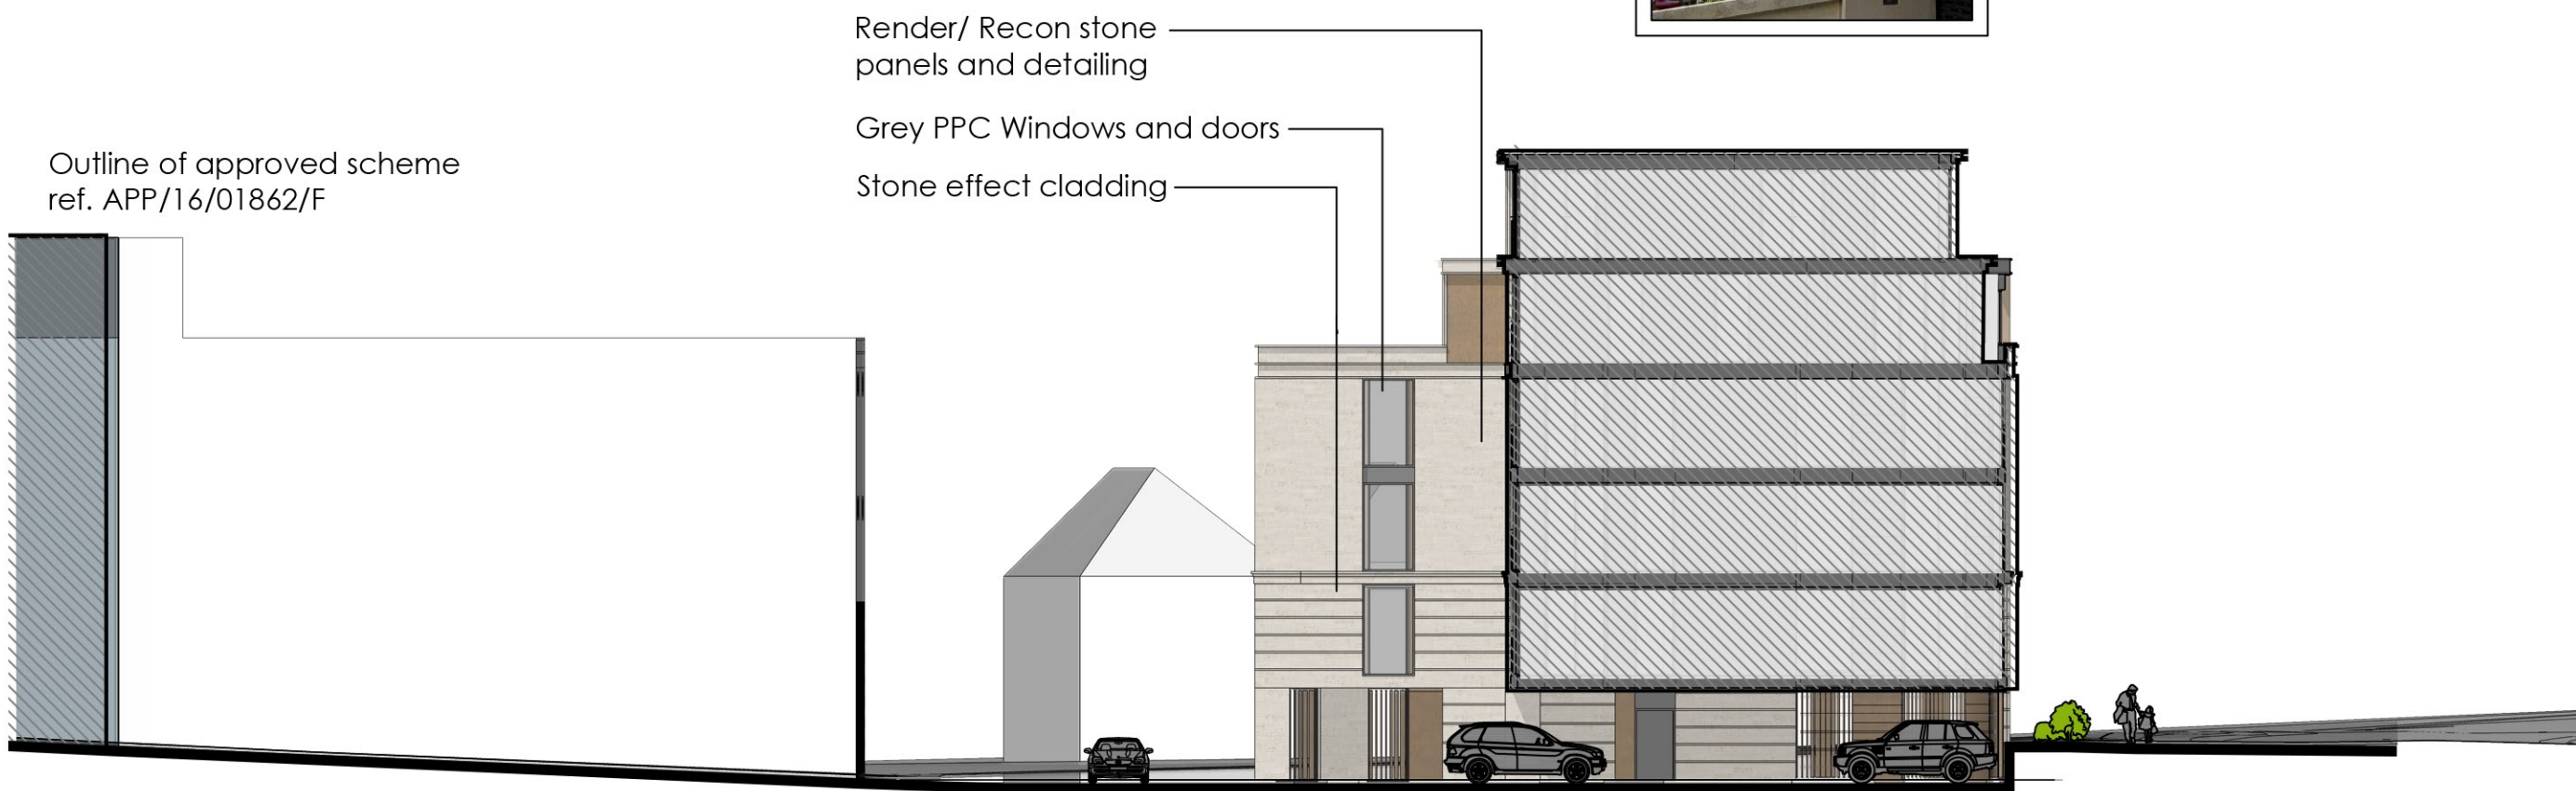 Render/ Recon stone
panels and detailing
Grey PPC Windows and doors
Stone effect cladding
Outline of approved scheme
ref. APP/16/01862/F